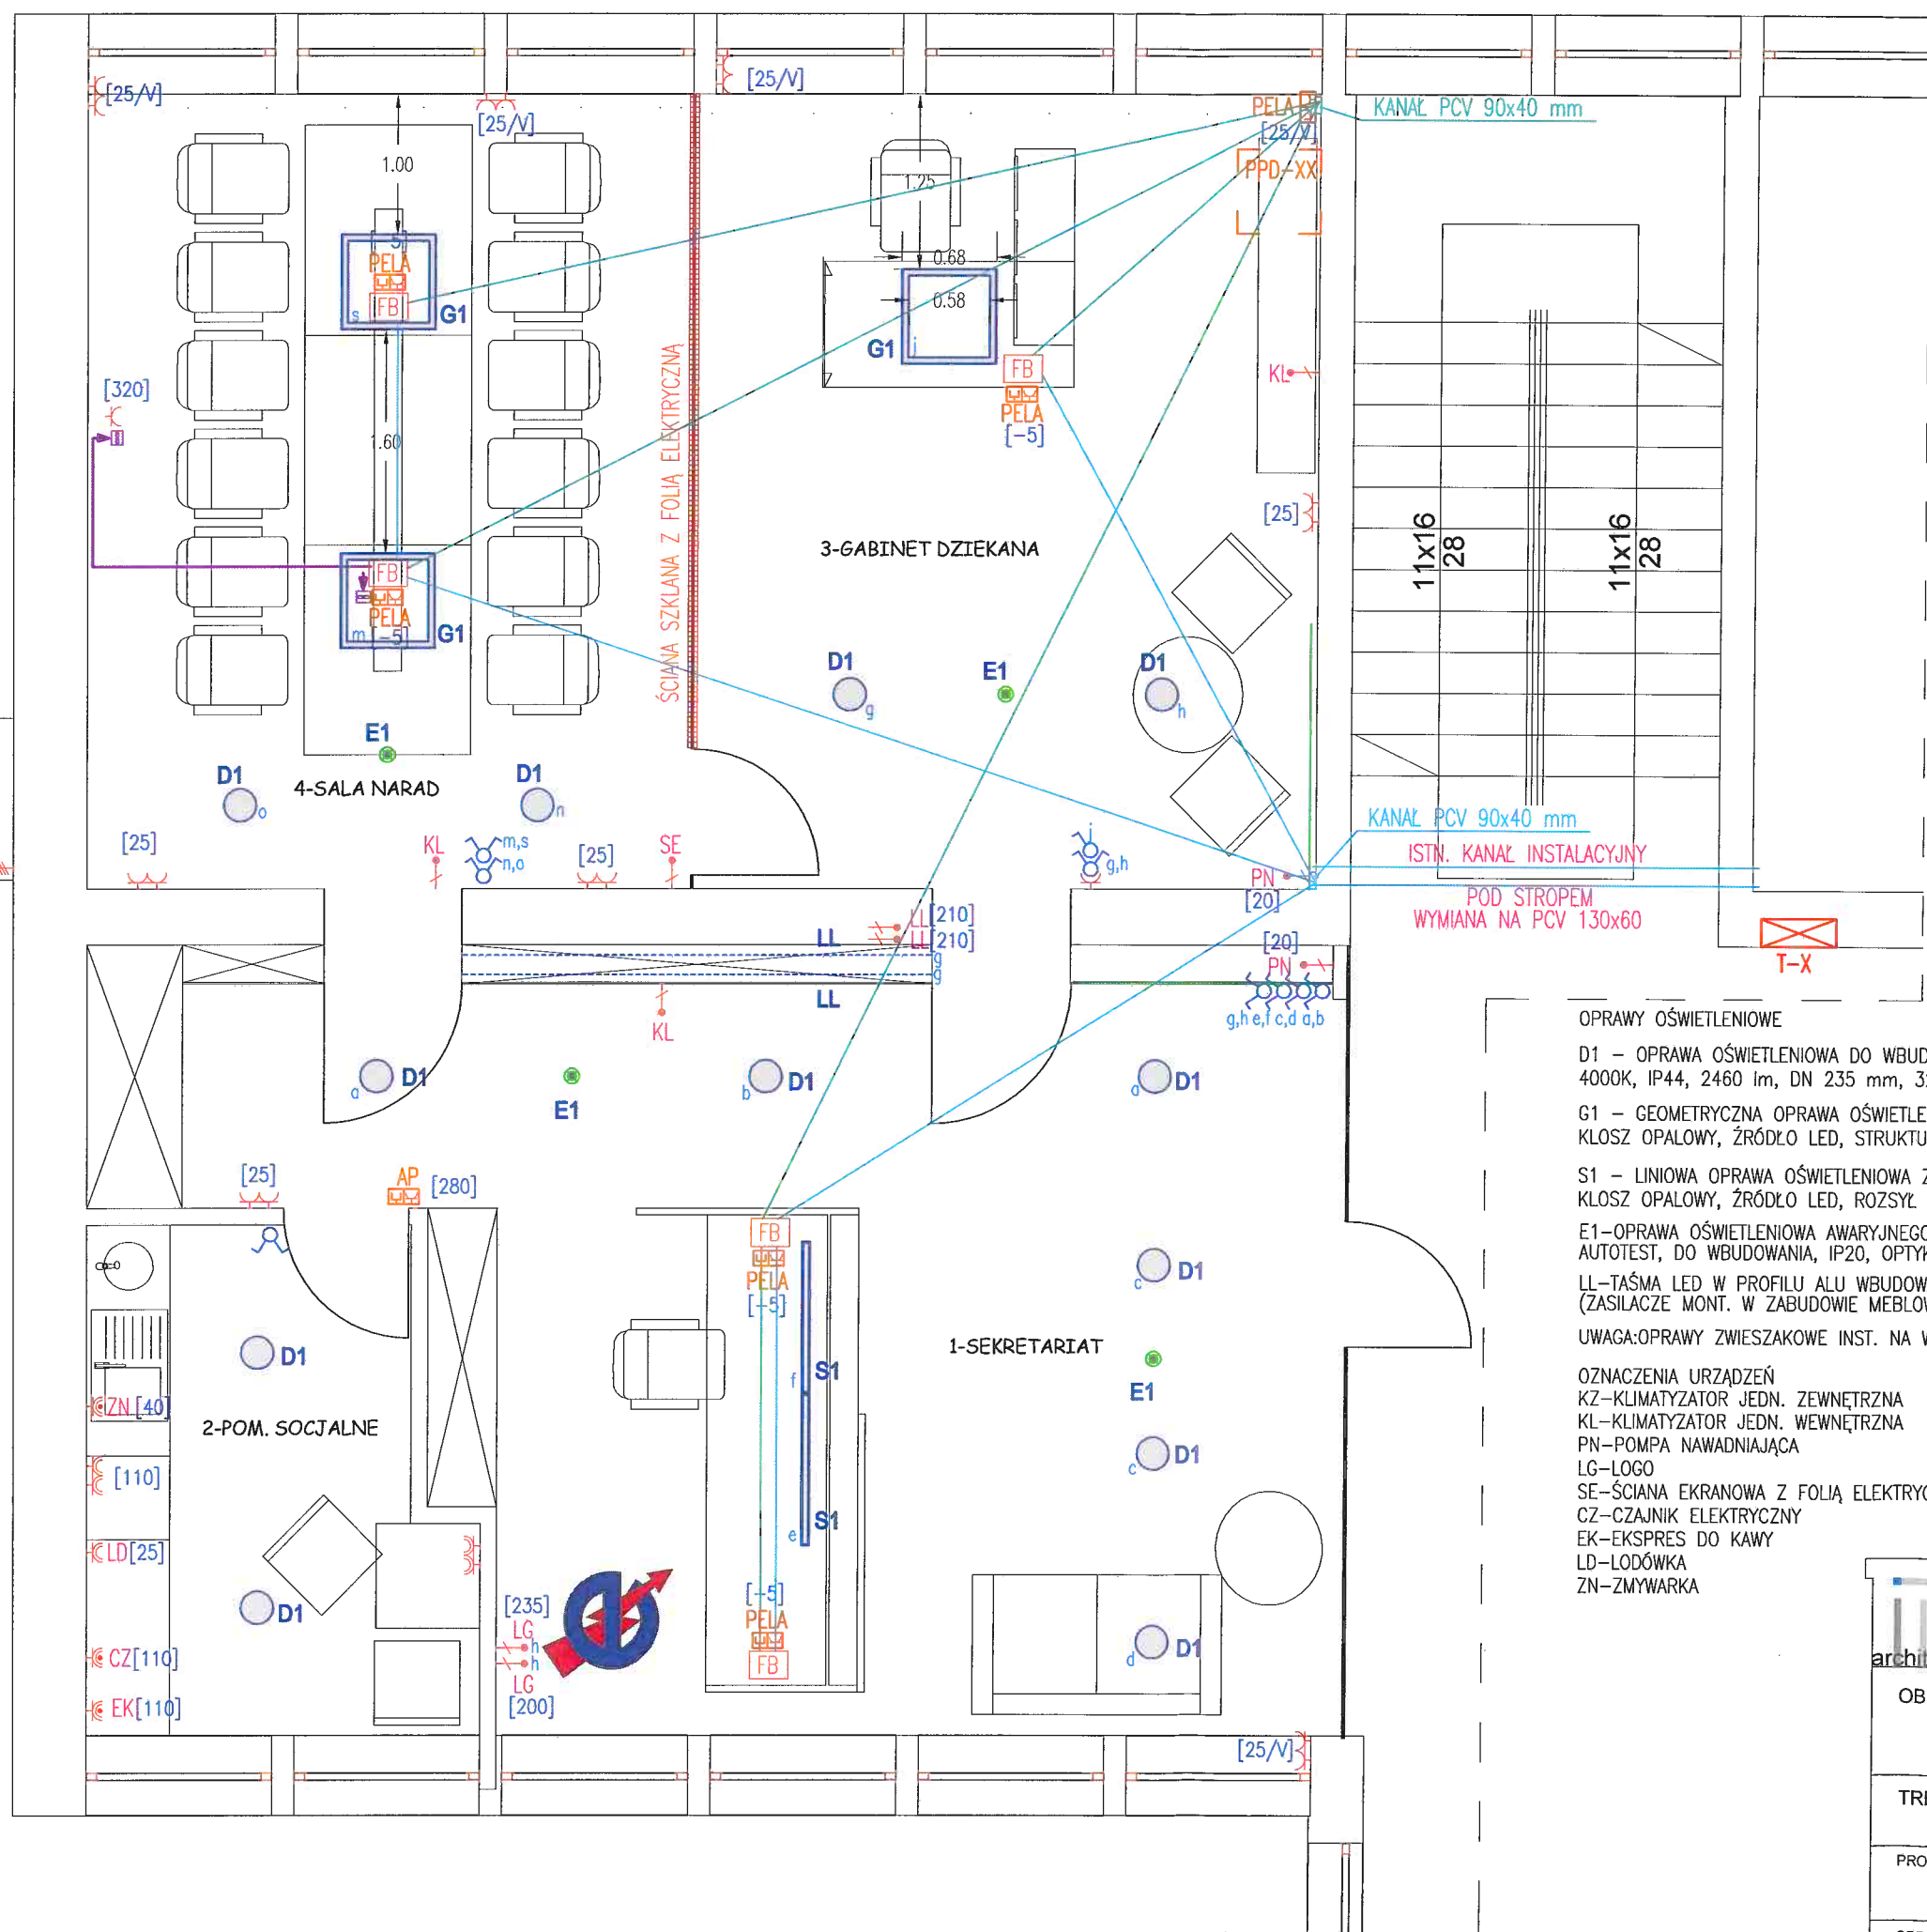 [25/V]
[25/V]
[25/V]
PELA
[25/V]
KANAŁ PCV 90x40 mm
PPD-XX
1.00
1.25
0.68
0.58
-5
PELA
FB
s
G1
G1
j
FB
PELA
[-5]
KL
[320]
1.60
ŚCIANA SZKLANA Z FOLIĄ ELEKTRYCZNĄ
[25]
11x16
28
11x16
28
3-GABINET DZIEKANA
FB
PELA
m
[-5]
G1
D1
g
E1
D1
h
E1
D1
o
4-SALA NARAD
D1
n
[25]
KL
m,s
n,o
[25]
SE
j
g,h
PN
[20]
KANAŁ PCV 90x40 mm
ISTN. KANAŁ INSTALACYJNY
POD STROPEM
WYMIANA NA PCV 130x60
T-X
LL[210]
LL[210]
LL
g
g
LL
KL
[20]
PN
g,h e,f c,d a,b
a
D1
E1
b
D1
D1
[25]
AP
[280]
FB
PELA
[-5]
c
D1
D1
f
S1
1-SEKRETARIAT
E1
ZN[40]
2-POM. SOCJALNE
c
D1
[110]
LD[25]
e
S1
D1
[235]
LG
h
h
LG
[200]
[-5]
PELA
FB
d
D1
CZ[110]
EK[110]
[25/V]
OPRAWY OŚWIETLENIOWE
D1 – OPRAWA OŚWIETLENIOWA DO WBUD
4000K, IP44, 2460 lm, DN 235 mm, 3
G1 – GEOMETRYCZNA OPRAWA OŚWIETLE
KLOSZ OPALOWY, ŹRÓDŁO LED, STRUKTU
S1 – LINIOWA OPRAWA OŚWIETLENIOWA Z
KLOSZ OPALOWY, ŹRÓDŁO LED, ROZSYŁ
E1–OPRAWA OŚWIETLENIOWA AWARYJNEGO
AUTOTEST, DO WBUDOWANIA, IP20, OPTYK
LL–TAŚMA LED W PROFILU ALU WBUDOW
(ZASILACZE MONT. W ZABUDOWIE MEBLOW
UWAGA:OPRAWY ZWIESZAKOWE INST. NA W
OZNACZENIA URZĄDZEŃ
KZ–KLIMATYZATOR JEDN. ZEWNĘTRZNA
KL–KLIMATYZATOR JEDN. WEWNĘTRZNA
PN–POMPA NAWADNIAJĄCA
LG–LOGO
SE–ŚCIANA EKRANOWA Z FOLIĄ ELEKTRYC
CZ–CZAJNIK ELEKTRYCZNY
EK–EKSPRES DO KAWY
LD–LODÓWKA
ZN–ZMYWARKA
archit
OB
TRE
PRO